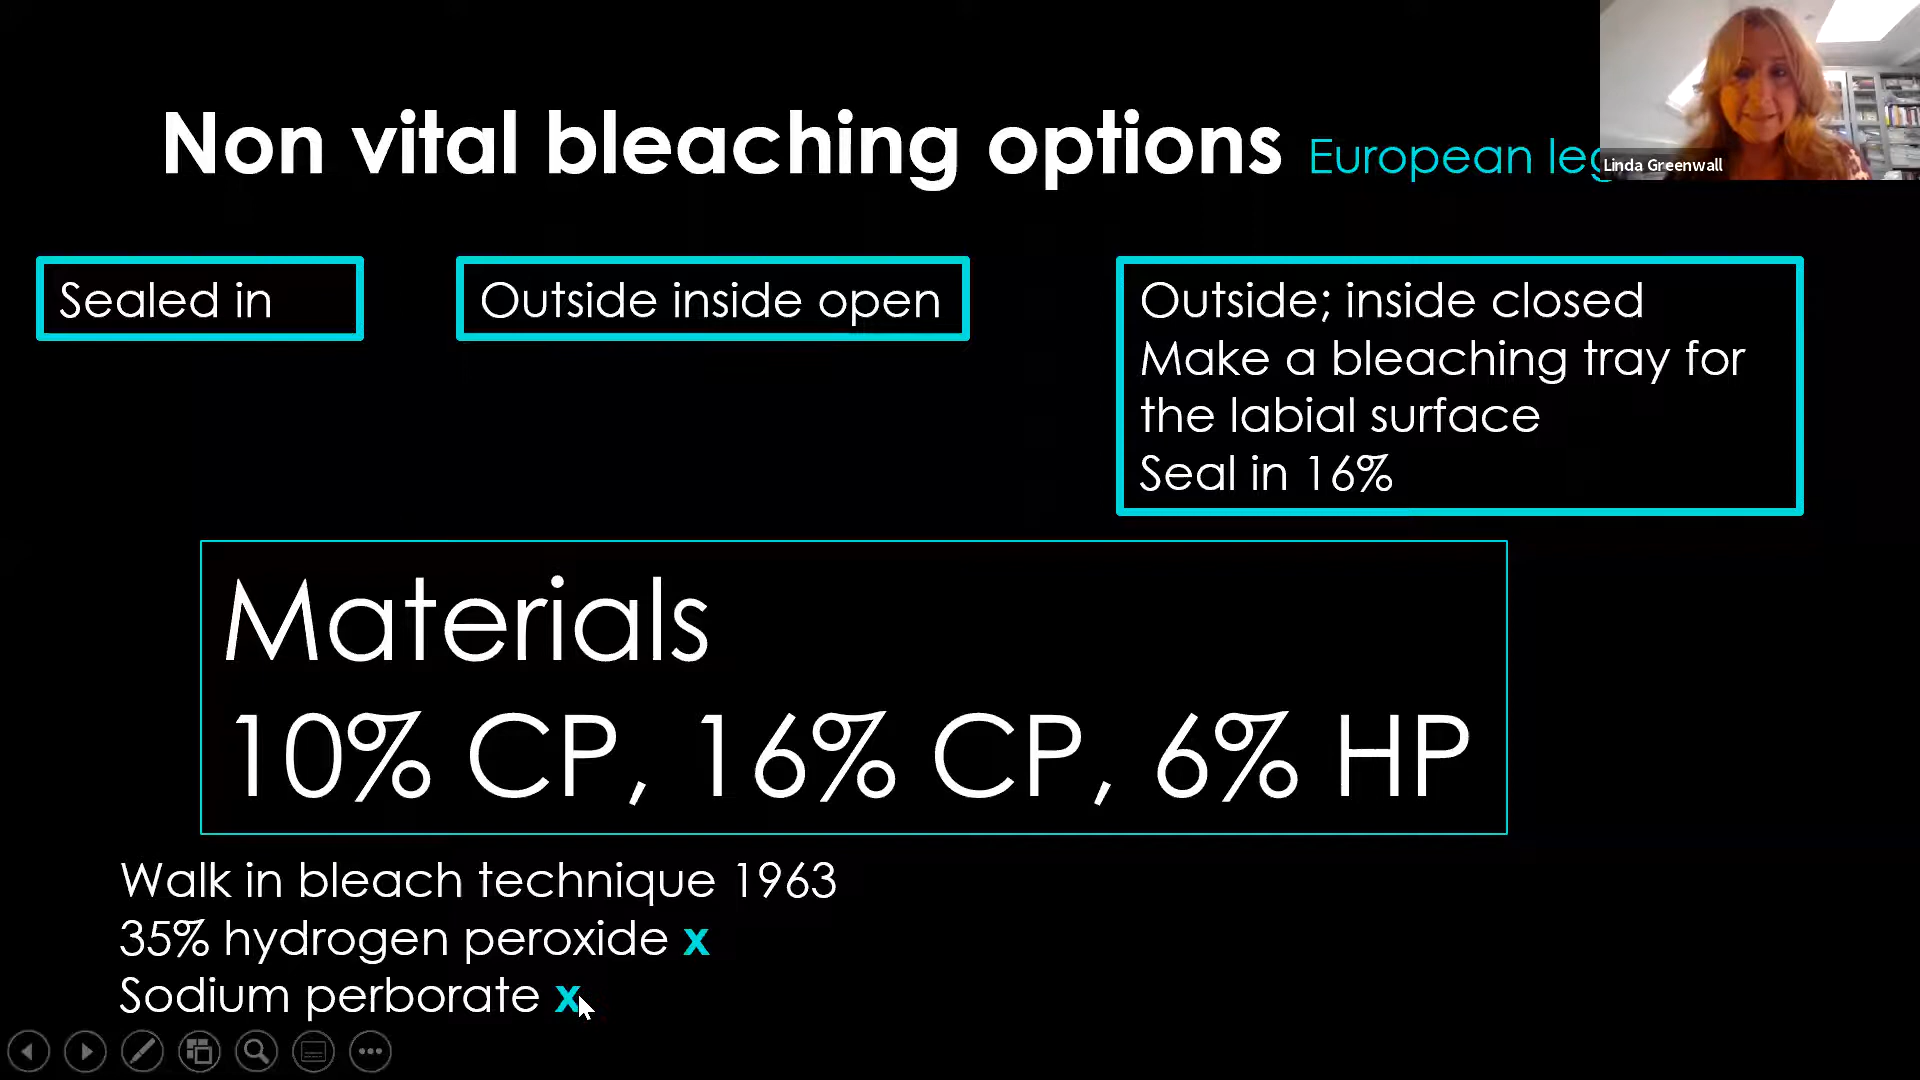 Non vital bleaching options European leg
Linda Greenwall
Sealed in
Outside inside open
Outside; inside closed
Make a bleaching tray for
the labial surface
Seal in 16%
Materials
10% CP, 16% CP, 6% HP
Walk in bleach technique 1963
35% hydrogen peroxide x
Sodium perborate x